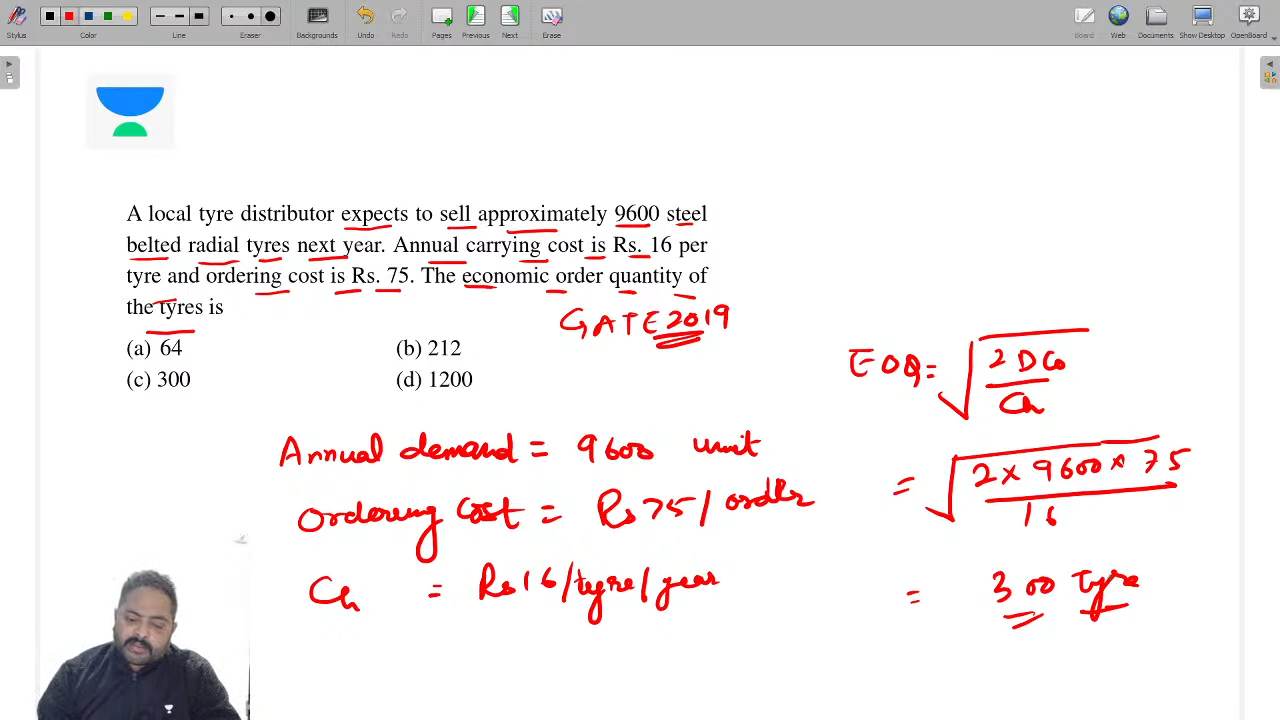 Stylus
Color
Line
Eraser
Backgrounds
Undo
Redo
Pages
Previous
Next
Erase
Board
Web
Documents
Show Desktop
OpenBoard
A local tyre distributor expects to sell approximately 9600 steel
belted radial tyres next year. Annual carrying cost is Rs. 16 per
tyre and ordering cost is Rs. 75. The economic order quantity of
the tyres is
GATE 2019
(a) 64
(b) 212
(c) 300
(d) 1200
EOQ = √2DCo
Ch
Annual demand = 9600 unit
= √2 × 9600 × 75
16
Ordering Cost = Rs 75/order
Ch = Rs 16/tyre/year
= 300 tyre